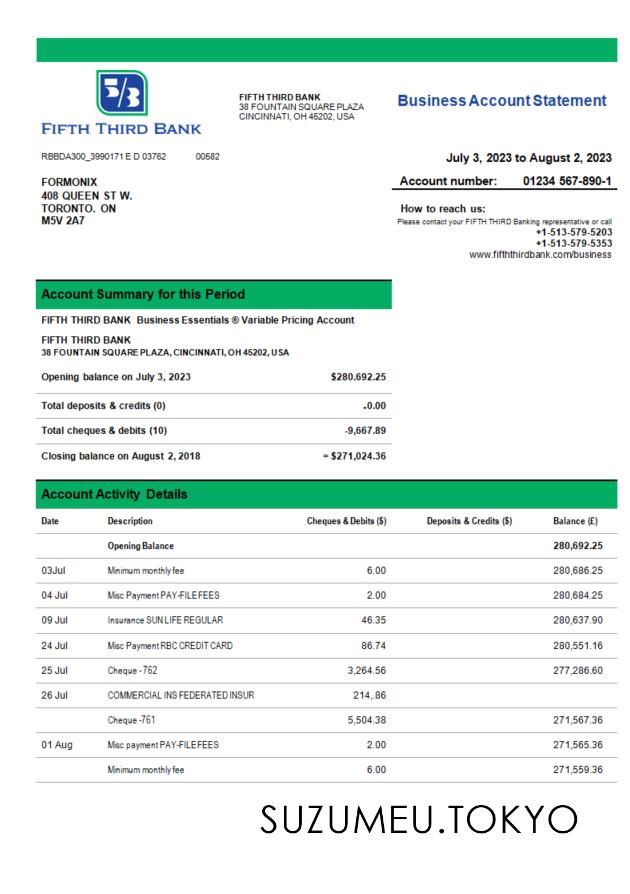 5/3
FIFTH THIRD BANK
FIFTH THIRD BANK
38 FOUNTAIN SQUARE PLAZA
CINCINNATI, OH 45202, USA
Business Account Statement
RBBDA300_3990171 E D 03762 00582
July 3, 2023 to August 2, 2023
FORMONIX
408 QUEEN ST W.
TORONTO. ON
M5V 2A7
Account number: 01234 567-890-1
How to reach us:
Please contact your FIFTH THIRD Banking representative or call
+1-513-579-5203
+1-513-579-5353
www.fifththirdbank.com/business
Account Summary for this Period
FIFTH THIRD BANK Business Essentials ® Variable Pricing Account
FIFTH THIRD BANK
38 FOUNTAIN SQUARE PLAZA, CINCINNATI, OH 45202, USA
Opening balance on July 3, 2023 $280.692.25
Total deposits & credits (0) .0.00
Total cheques & debits (10) -9,667.89
Closing balance on August 2, 2018 = $271,024.36
Account Activity Details
Date Description Cheques & Debits ($) Deposits & Credits ($) Balance (£)
Opening Balance 280,692.25
03Jul Minimum monthly fee 6.00 280,686.25
04 Jul Misc Payment PAY-FILE FEES 2.00 280,684.25
09 Jul Insurance SUN LIFE REGULAR 46.35 280,637.90
24 Jul Misc Payment RBC CREDIT CARD 86.74 280,551.16
25 Jul Cheque -762 3,264.56 277,286.60
26 Jul COMMERCIAL INS FEDERATED INSUR 214,.86
Cheque -761 5,504.38 271,567.36
01 Aug Misc payment PAY-FILE FEES 2.00 271,565.36
Minimum monthly fee 6.00 271,559.36
SUZUMEU.TOKYO